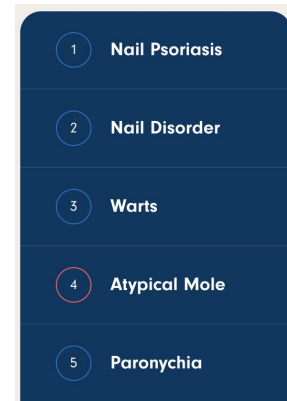 1 Nail Psoriasis
2 Nail Disorder
3 Warts
4 Atypical Mole
5 Paronychia